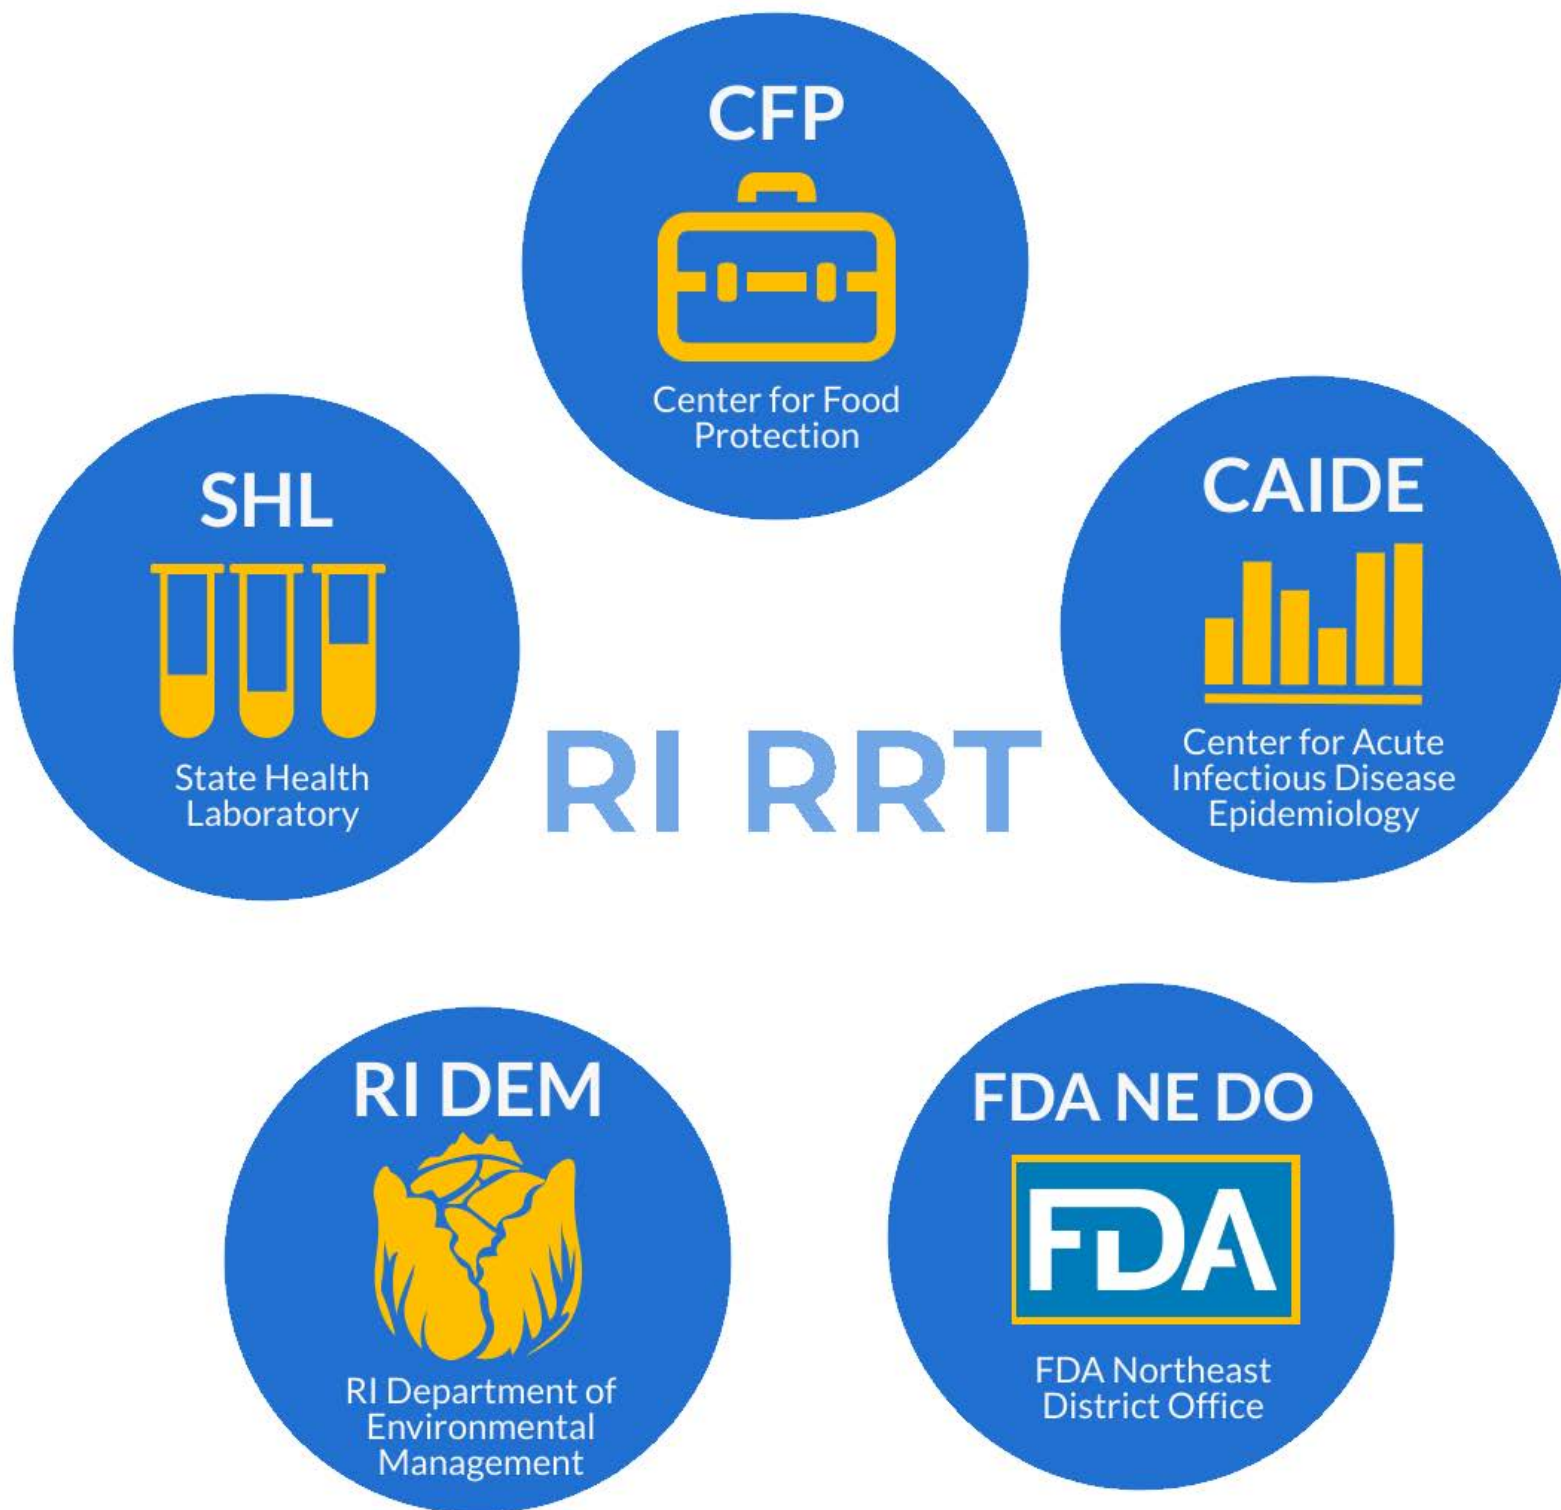 CFP
Center for Food
Protection
SHL
State Health
Laboratory
CAIDE
Center for Acute
Infectious Disease
Epidemiology
RI RRT
RI DEM
RI Department of
Environmental
Management
FDA NE DO
FDA
FDA Northeast
District Office